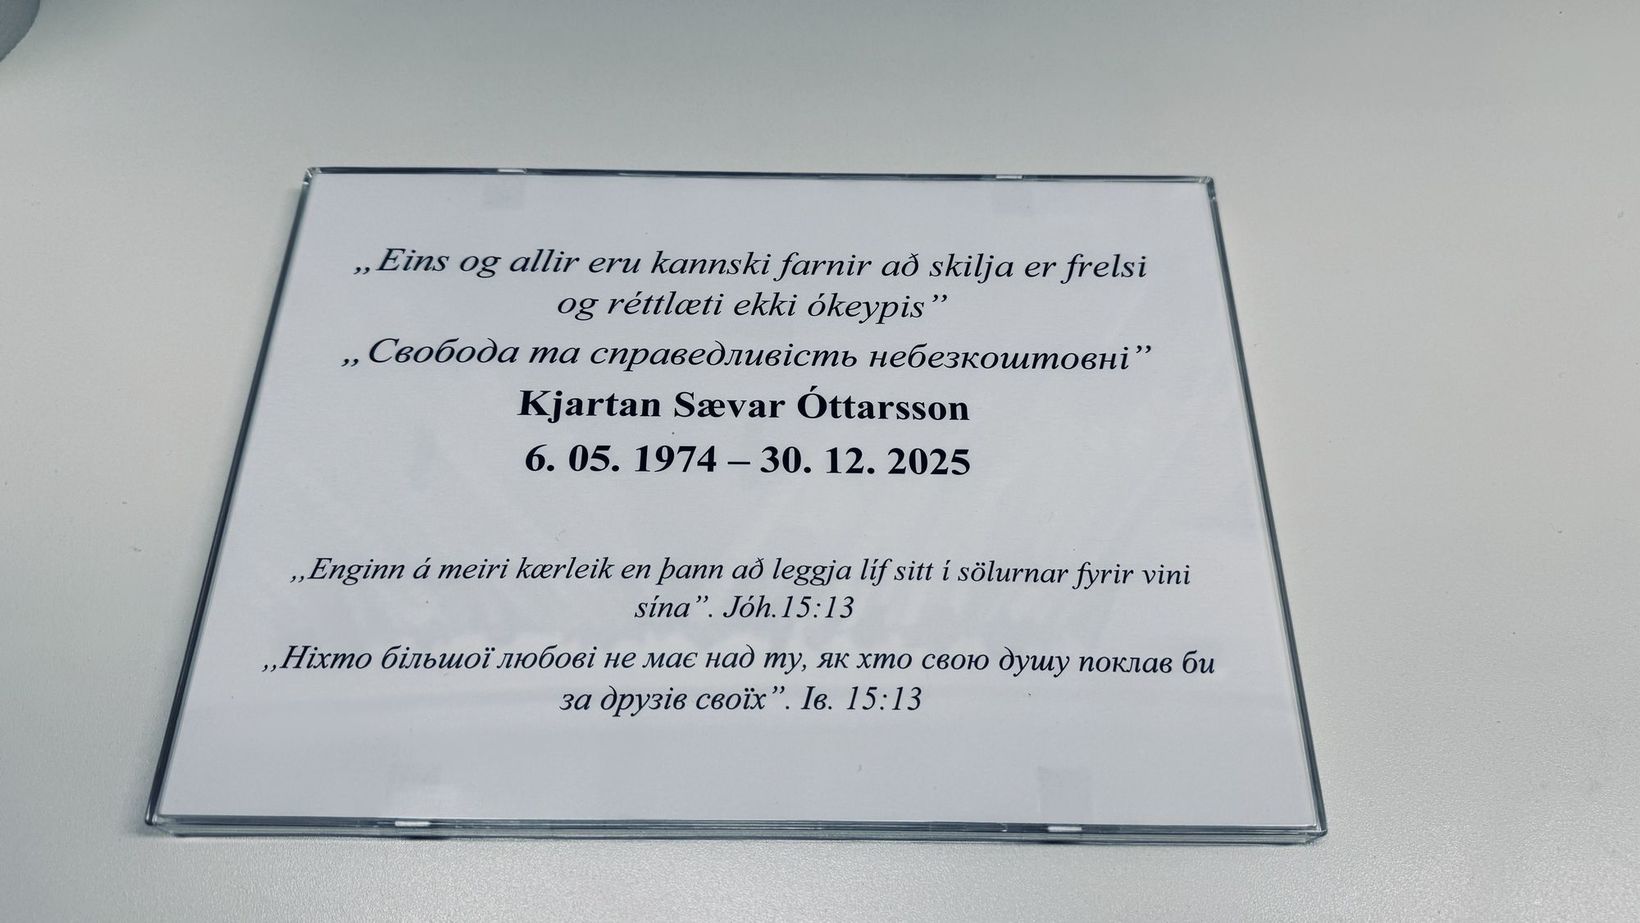 „Eins og allir eru kannski farnir að skilja er frelsi
og réttlæti ekki ókeypis”
„Свобода та справедливість небезкоштовні”
Kjartan Sævar Óttarsson
6. 05. 1974 – 30. 12. 2025
,,Enginn á meiri kærleik en þann að leggja líf sitt í sölurnar fyrir vini
sína”. Jóh.15:13
,,Ніхто більшої любові не має над ту, як хто свою душу поклав би
за друзів своїх”. Ів. 15:13